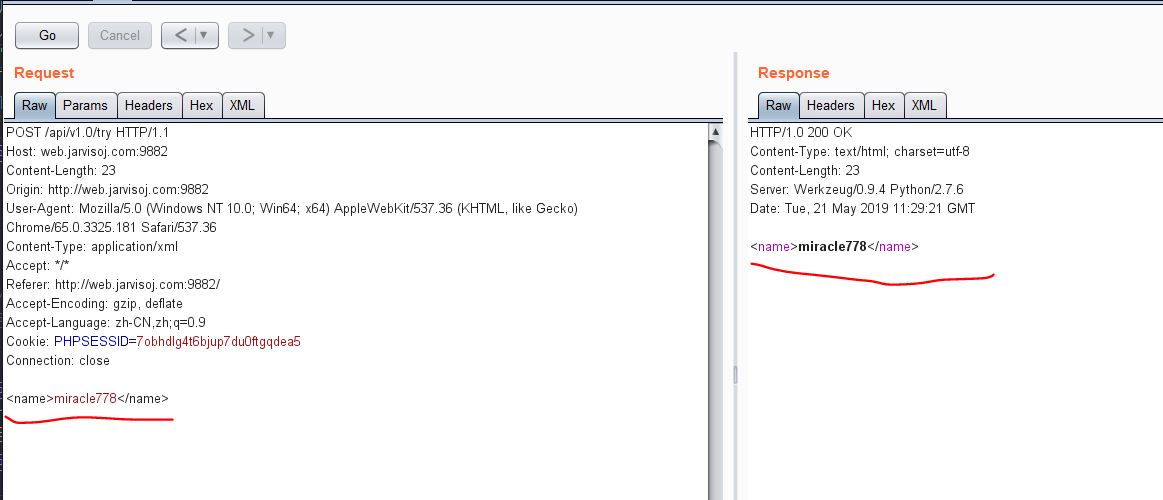 Go
Cancel
<
>
Request
Raw
Params
Headers
Hex
XML
POST /api/v1.0/try HTTP/1.1
Host: web.jarvisoj.com:9882
Content-Length: 23
Origin: http://web.jarvisoj.com:9882
User-Agent: Mozilla/5.0 (Windows NT 10.0; Win64; x64) AppleWebKit/537.36 (KHTML, like Gecko)
Chrome/65.0.3325.181 Safari/537.36
Content-Type: application/xml
Accept: */*
Referer: http://web.jarvisoj.com:9882/
Accept-Encoding: gzip, deflate
Accept-Language: zh-CN,zh;q=0.9
Cookie: PHPSESSID=7obhdlg4t6bjup7du0ftgqdea5
Connection: close
<name>miracle778</name>
Response
Raw
Headers
Hex
XML
HTTP/1.0 200 OK
Content-Type: text/html; charset=utf-8
Content-Length: 23
Server: Werkzeug/0.9.4 Python/2.7.6
Date: Tue, 21 May 2019 11:29:21 GMT
<name>miracle778</name>